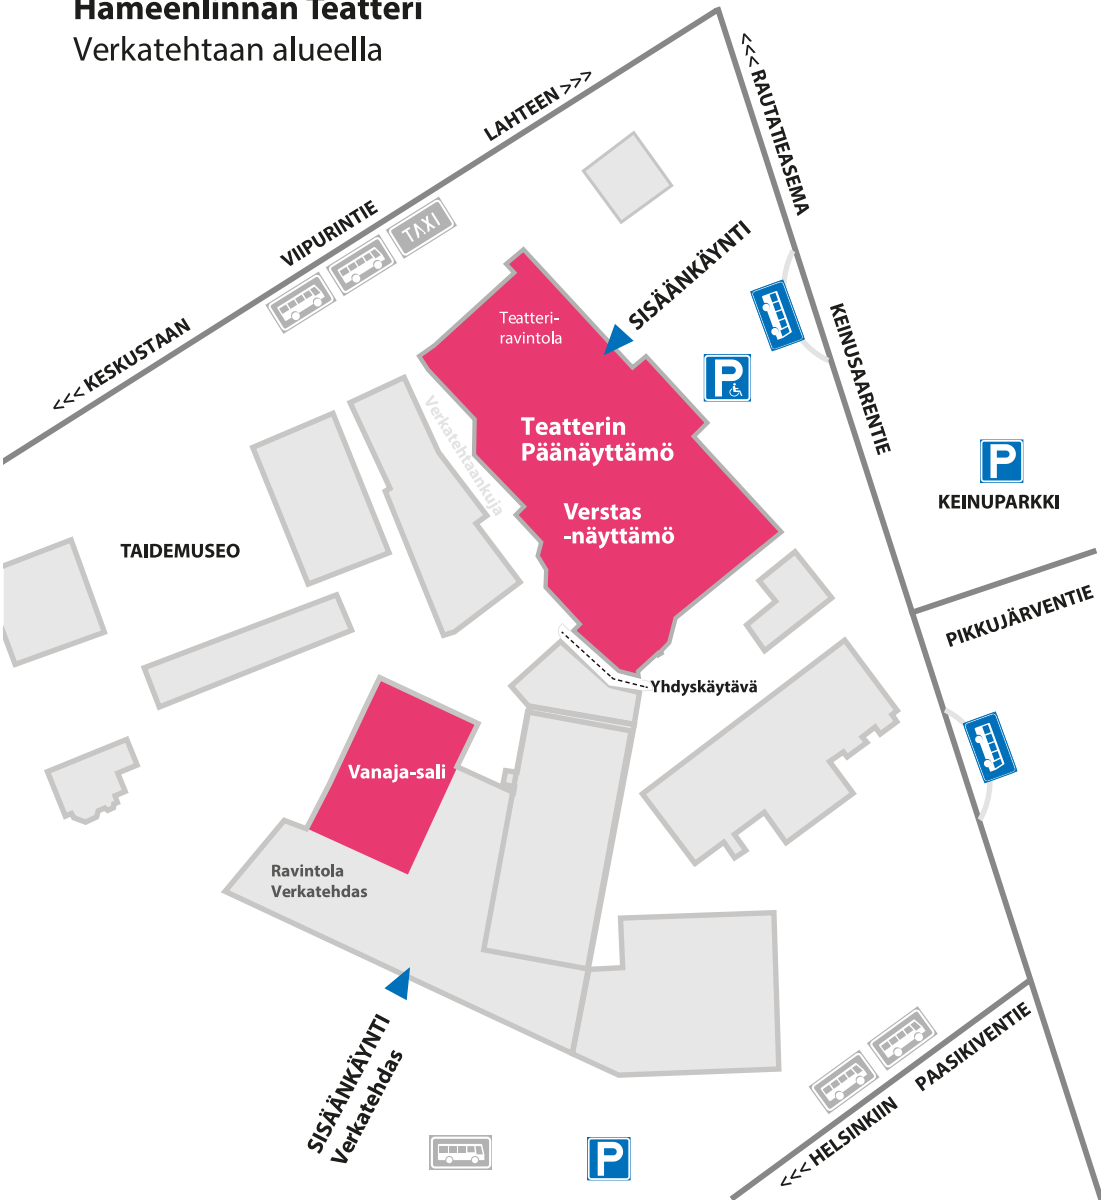 Hämeenlinnan Teatteri
Verkatehtaan alueella
LAHTEEN >>>
<<< RAUTATIEASEMA
VIIPURINTIE
TAXI
<<< KESKUSTAAN
SISÄÄNKÄYNTI
Teatteri-
ravintola
KEINUSAARENTIE
P
Verkatehtaankuja
Teatterin
Päänäyttämö
P
KEINUPARKKI
Verstas
-näyttämö
TAIDEMUSEO
PIKKUJÄRVENTIE
Yhdyskäytävä
Vanaja-sali
Ravintola
Verkatehdas
SISÄÄNKÄYNTI
Verkatehdas
PAASIKIVENTIE
<<< HELSINKIIN
P